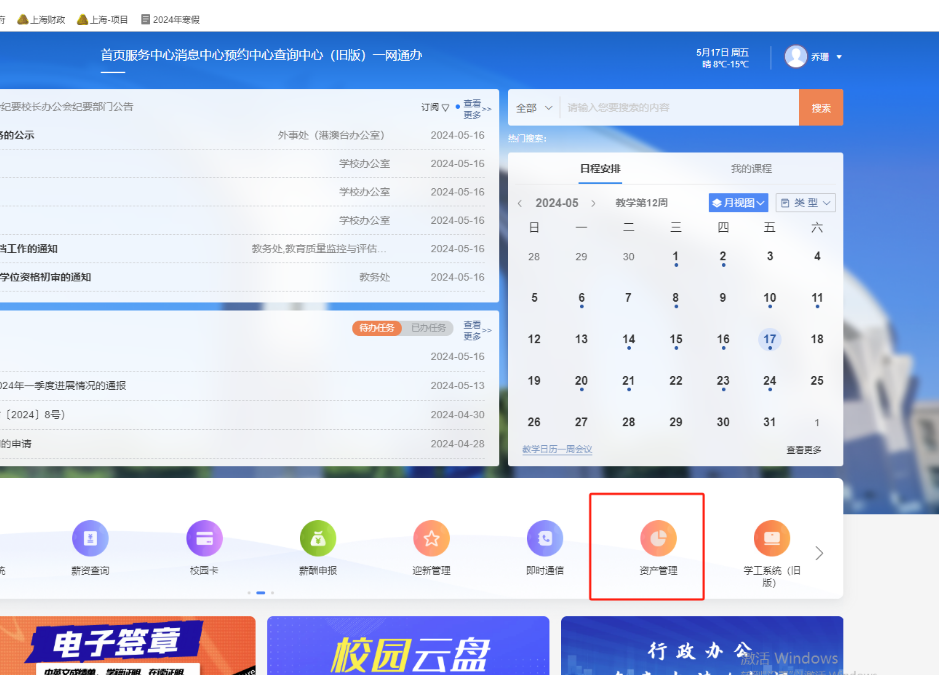 上海财政 上海-项目 2024年寒假
首页服务中心消息中心预约中心查询中心（旧版）一网通办
5月17日 周五
晴 8℃-15℃
乔珊
纪要校长办公会纪要部门公告
订阅 查看更多 >>
的公示 外事处（港澳台办公室） 2024-05-16
学校办公室 2024-05-16
学校办公室 2024-05-16
学校办公室 2024-05-16
当工作的通知 教务处,教育质量监控与评估... 2024-05-16
学位资格初审的通知 教务处 2024-05-16
待办任务 已办任务 查看更多 >>
2024-05-16
024年一季度进展情况的通报 2024-05-13
〔2024〕8号） 2024-04-30
的申请 2024-04-28
全部 请输入您要搜索的内容 搜索
热门搜索:
日程安排 我的课程
2024-05 教学第12周 月视图 类型
日 一 二 三 四 五 六
28 29 30 1 2 3 4
5 6 7 8 9 10 11
12 13 14 15 16 17 18
19 20 21 22 23 24 25
26 27 28 29 30 31 1
教学日历一周会议 查看更多
统 薪资查询 校园卡 薪酬申报 迎新管理 即时通信 资产管理 学工系统（旧版）
电子签章
校园云盘
行政办公
激活 Windows